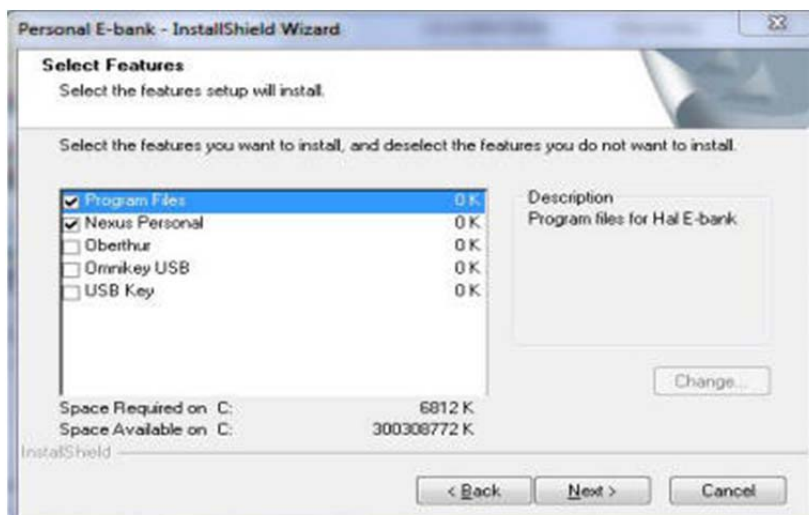 Personal E-bank - InstallShield Wizard
Select Features
Select the features setup will install.
Select the features you want to install, and deselect the features you do not want to install.
Program Files 0 K
Nexus Personal 0 K
Oberthur 0 K
Omnikey USB 0 K
USB Key 0 K
Description
Program files for Hal E-bank
Change...
Space Required on C: 6812 K
Space Available on C: 300308772 K
InstallShield
< Back Next > Cancel